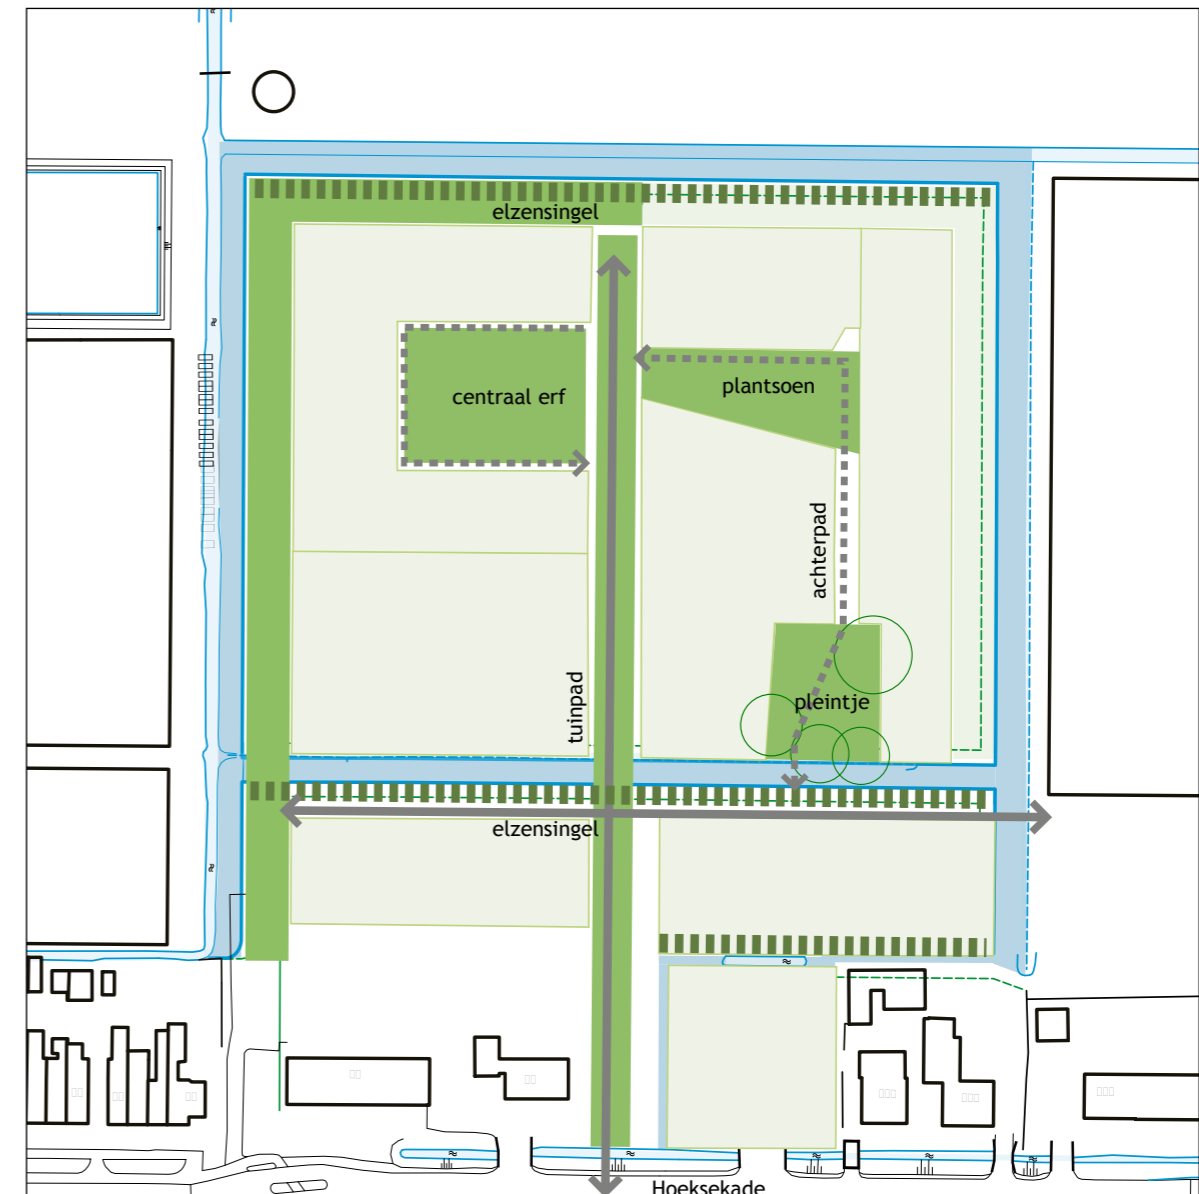 elzensingel
centraal erf
plantsoen
achterpad
tuinpad
pleintje
elzensingel
Hoeksekade